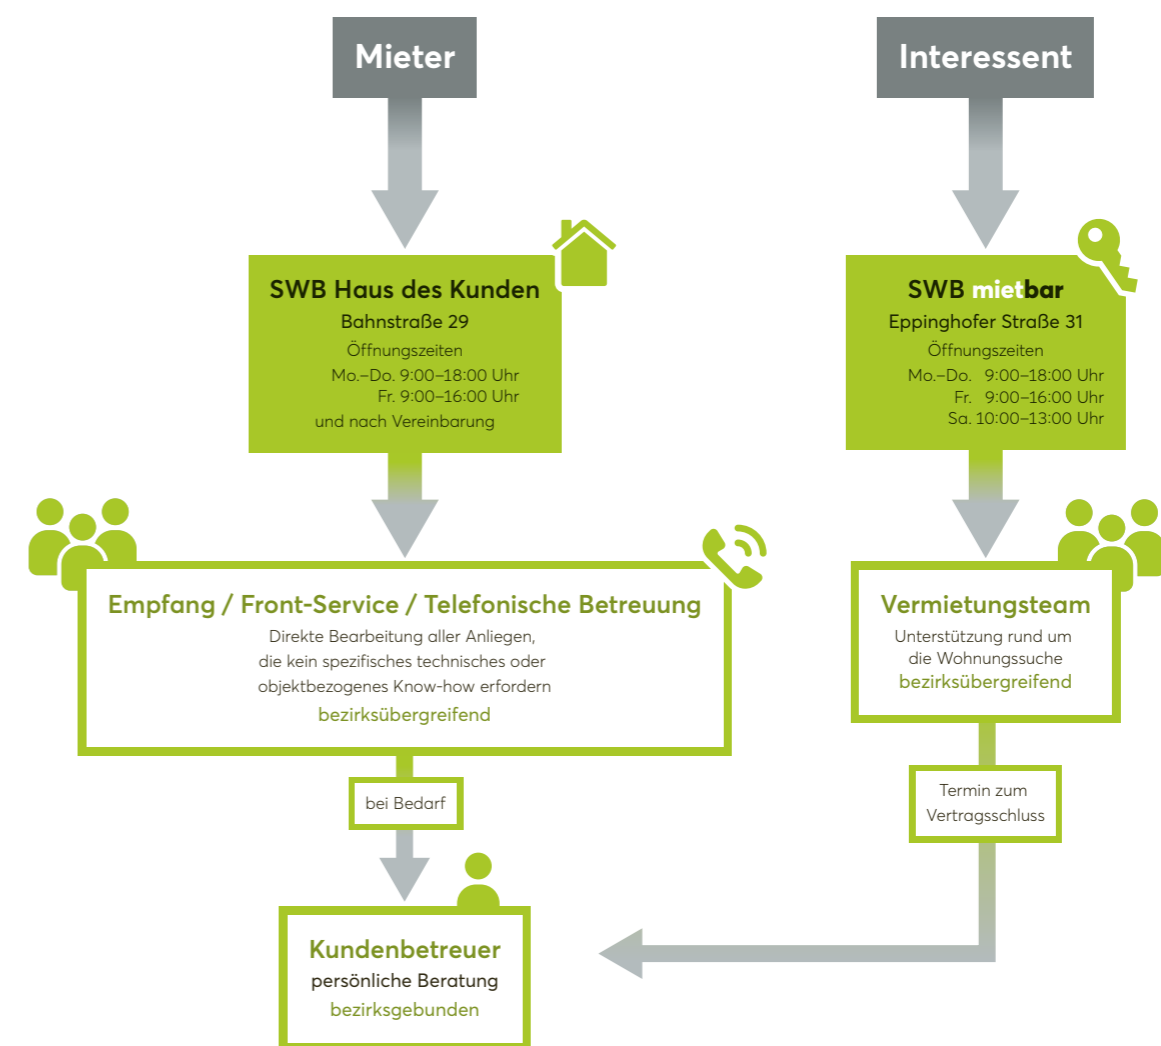 Mieter
SWB Haus des Kunden
Bahnstraße 29
Öffnungszeiten
Mo.–Do. 9:00–18:00 Uhr
Fr. 9:00–16:00 Uhr
und nach Vereinbarung
Empfang / Front-Service / Telefonische Betreuung
Direkte Bearbeitung aller Anliegen,
die kein spezifisches technisches oder
objektbezogenes Know-how erfordern
bezirksübergreifend
bei Bedarf
Kundenbetreuer
persönliche Beratung
bezirksgebunden
Interessent
SWB mietbar
Eppinghofer Straße 31
Öffnungszeiten
Mo.–Do. 9:00–18:00 Uhr
Fr. 9:00–16:00 Uhr
Sa. 10:00–13:00 Uhr
Vermietungsteam
Unterstützung rund um
die Wohnungssuche
bezirksübergreifend
Termin zum
Vertragsschluss